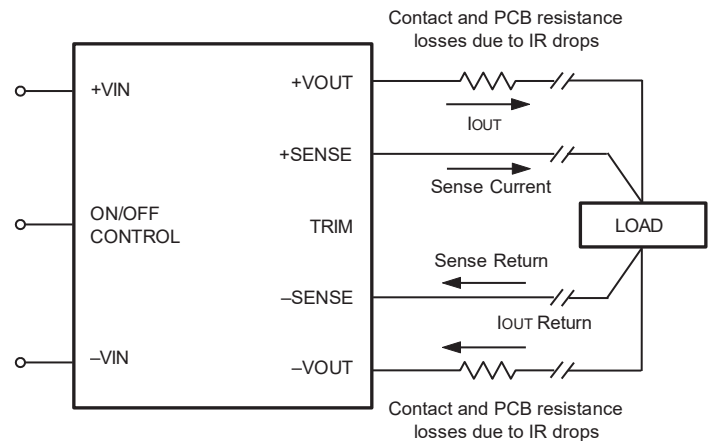 Contact and PCB resistance
losses due to IR drops
+VIN
+VOUT
IOUT
+SENSE
Sense Current
ON/OFF
CONTROL
TRIM
LOAD
Sense Return
–SENSE
IOUT Return
–VIN
–VOUT
Contact and PCB resistance
losses due to IR drops